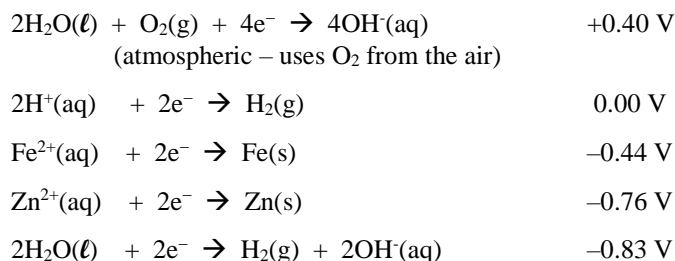 2H₂O(ℓ) + O₂(g) + 4e⁻ → 4OH⁻(aq) +0.40 V
(atmospheric – uses O₂ from the air)
2H⁺(aq) + 2e⁻ → H₂(g) 0.00 V
Fe²⁺(aq) + 2e⁻ → Fe(s) –0.44 V
Zn²⁺(aq) + 2e⁻ → Zn(s) –0.76 V
2H₂O(ℓ) + 2e⁻ → H₂(g) + 2OH⁻(aq) –0.83 V